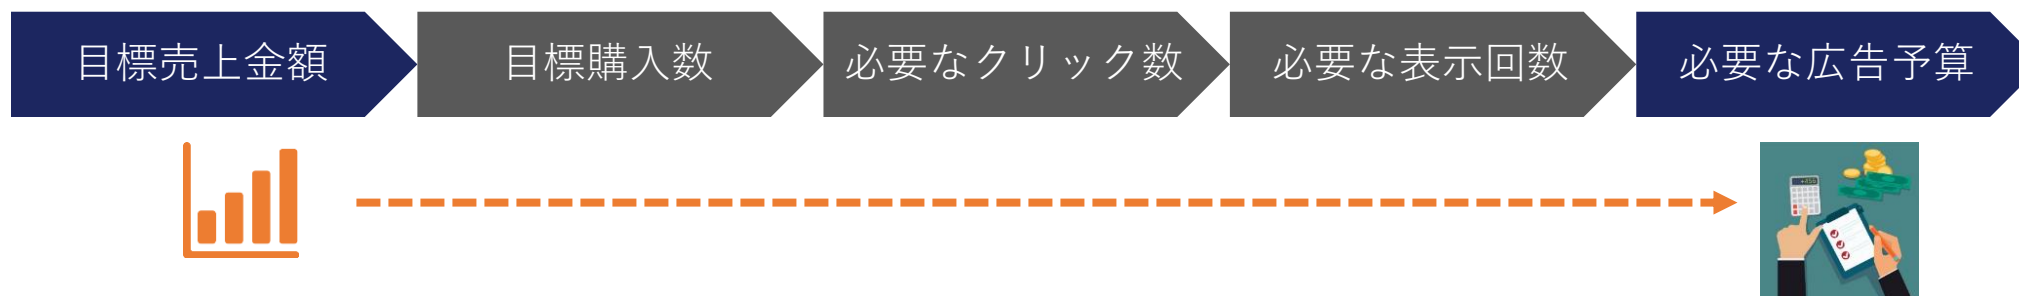 目標売上金額
目標購入数
必要なクリック数
必要な表示回数
必要な広告予算